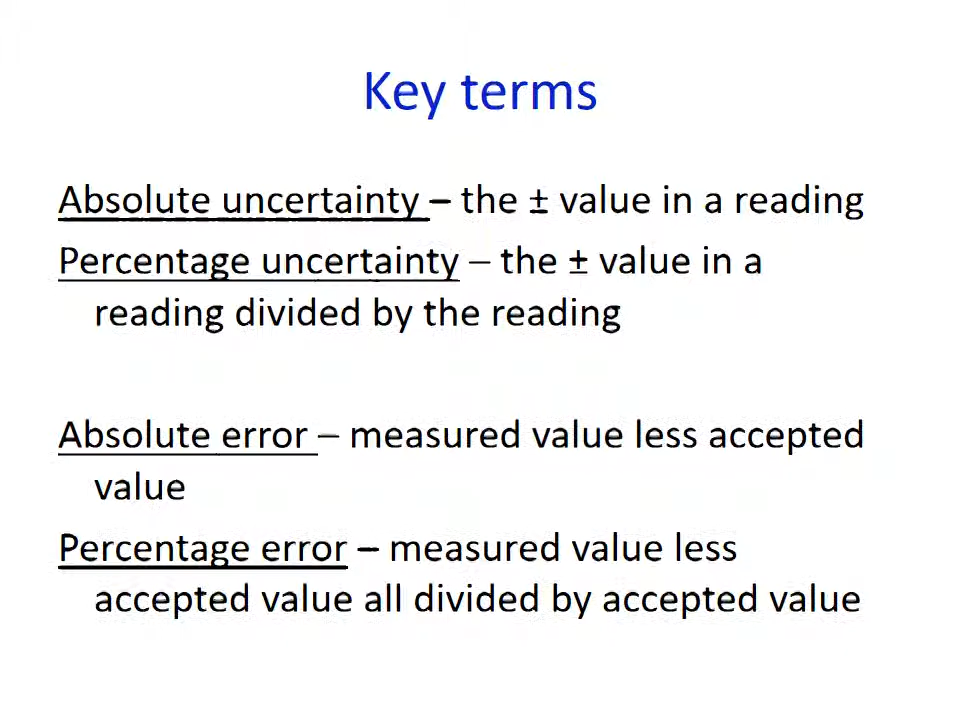 Key terms
Absolute uncertainty – the ± value in a reading
Percentage uncertainty – the ± value in a
reading divided by the reading
Absolute error – measured value less accepted
value
Percentage error – measured value less
accepted value all divided by accepted value